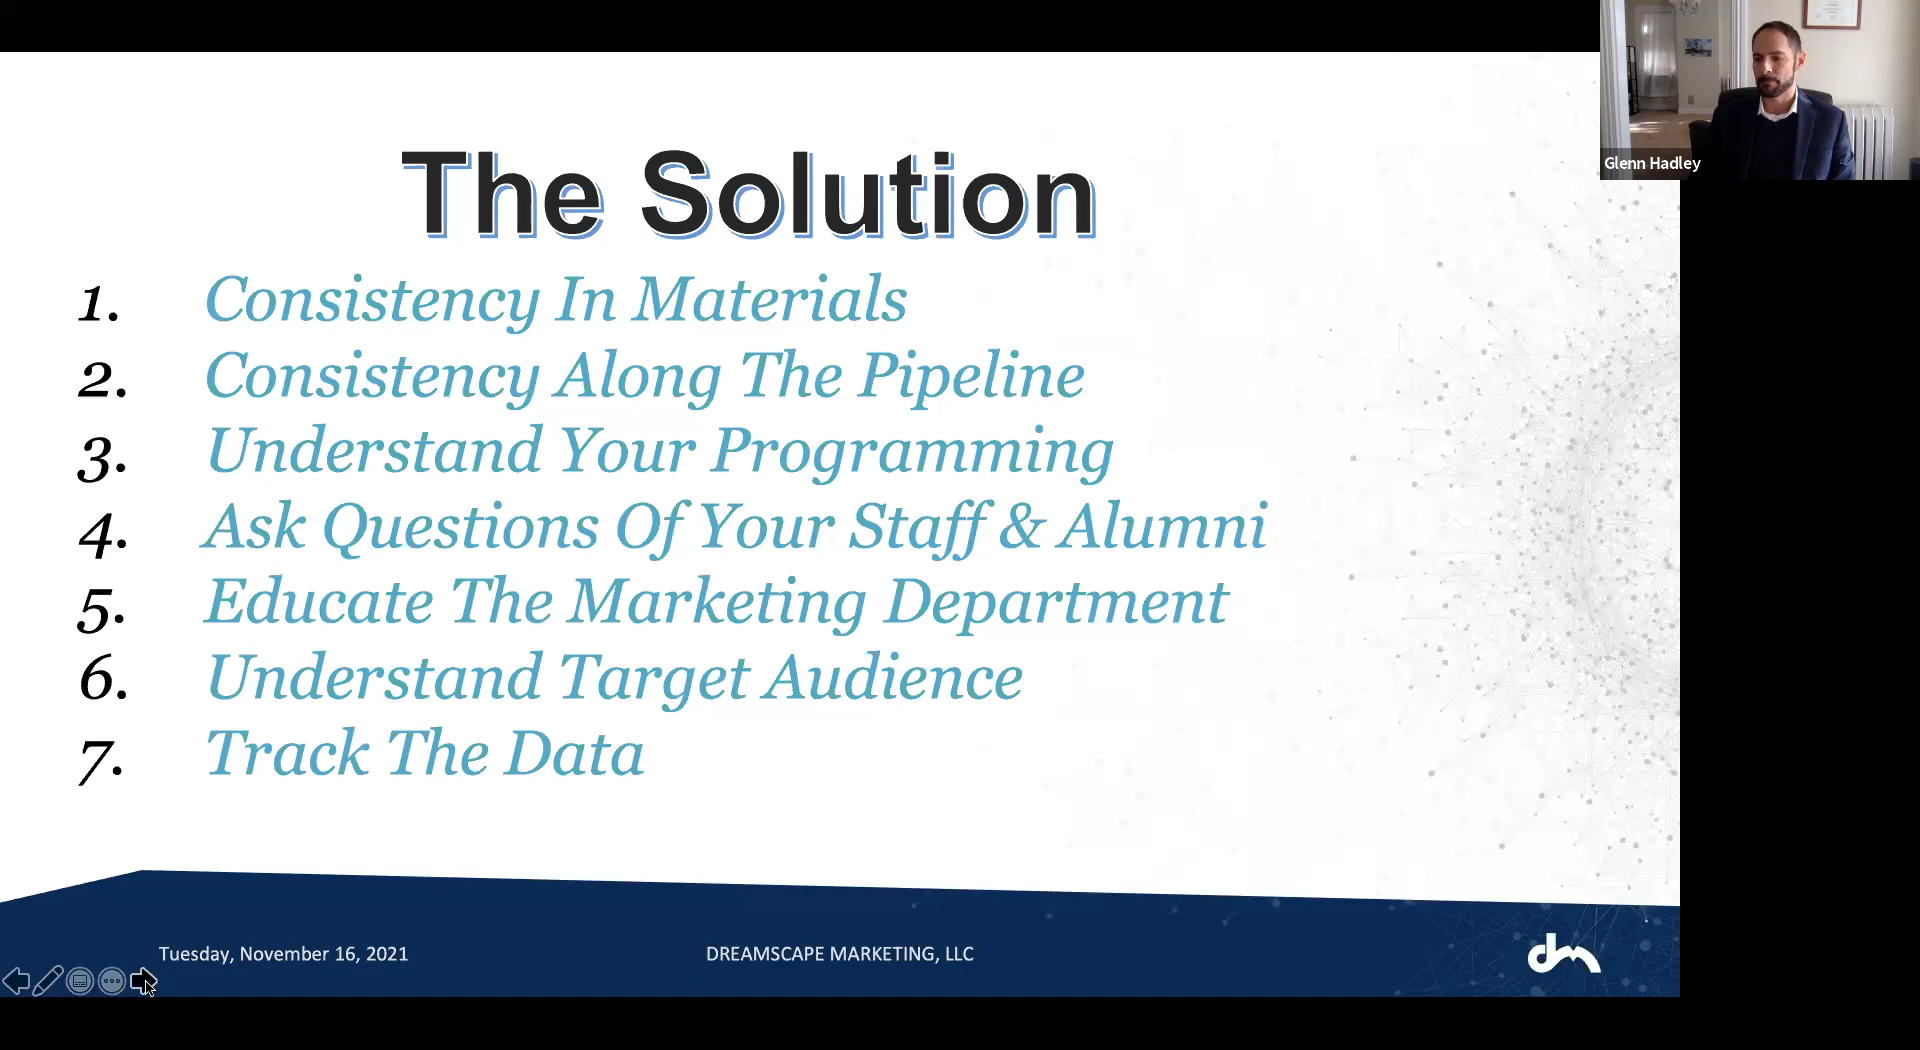 Glenn Hadley
The Solution
1. Consistency In Materials
2. Consistency Along The Pipeline
3. Understand Your Programming
4. Ask Questions Of Your Staff & Alumni
5. Educate The Marketing Department
6. Understand Target Audience
7. Track The Data
Tuesday, November 16, 2021
DREAMSCAPE MARKETING, LLC
dm